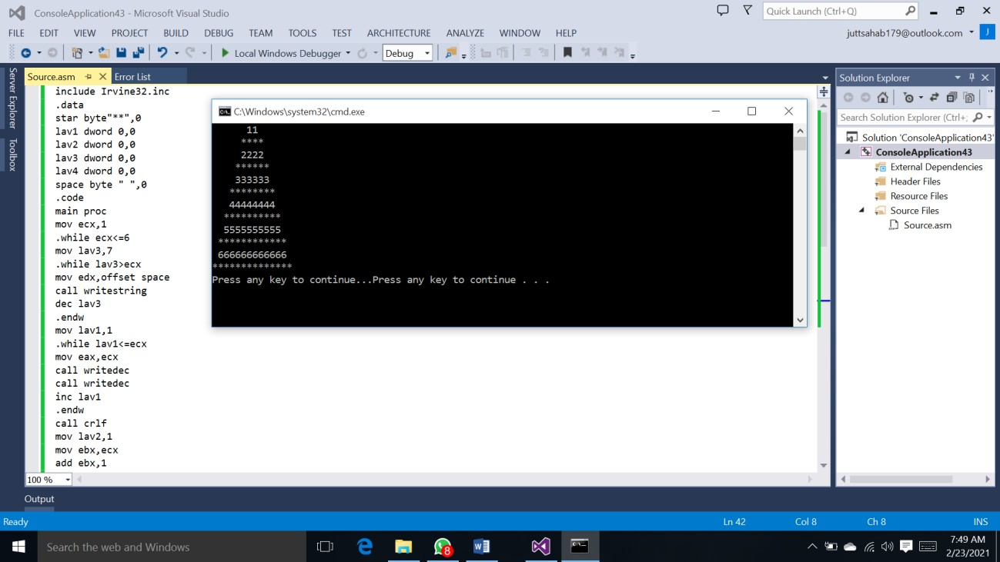 ConsoleApplication43 - Microsoft Visual Studio
Quick Launch (Ctrl+Q)
FILE EDIT VIEW PROJECT BUILD DEBUG TEAM TOOLS TEST ARCHITECTURE ANALYZE WINDOW HELP
juttsahab179@outlook.com J
Local Windows Debugger Debug
Server Explorer
Toolbox
Source.asm Error List
include Irvine32.inc
.data
star byte"**",0
lav1 dword 0,0
lav2 dword 0,0
lav3 dword 0,0
lav4 dword 0,0
space byte " ",0
.code
main proc
mov ecx,1
.while ecx<=6
mov lav3,7
.while lav3>ecx
mov edx,offset space
call writestring
dec lav3
.endw
mov lav1,1
.while lav1<=ecx
mov eax,ecx
call writedec
call writedec
inc lav1
.endw
call crlf
mov lav2,1
mov ebx,ecx
add ebx,1
100 %
C:\Windows\system32\cmd.exe
11
****
2222
******
333333
********
44444444
**********
5555555555
************
666666666666
**************
Press any key to continue...Press any key to continue . . .
Solution Explorer
Search Solution Explorer (Ctrl+;
Solution 'ConsoleApplication43'
ConsoleApplication43
External Dependencies
Header Files
Resource Files
Source Files
Source.asm
Output
Ready Ln 42 Col 8 Ch 8 INS
Search the web and Windows
8
7:49 AM
2/23/2021